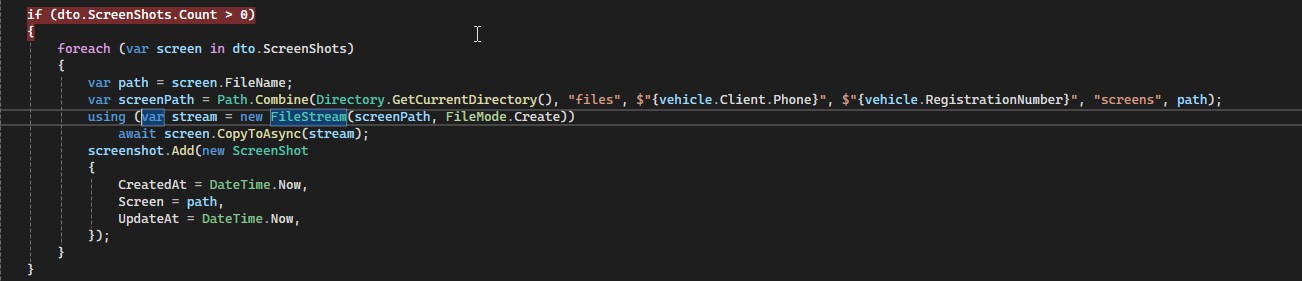 if (dto.ScreenShots.Count > 0)
{
foreach (var screen in dto.ScreenShots)
{
var path = screen.FileName;
var screenPath = Path.Combine(Directory.GetCurrentDirectory(), "files", $"{vehicle.Client.Phone}", $"{vehicle.RegistrationNumber}", "screens", path);
using (var stream = new FileStream(screenPath, FileMode.Create))
await screen.CopyToAsync(stream);
screenshot.Add(new ScreenShot
{
CreatedAt = DateTime.Now,
Screen = path,
UpdateAt = DateTime.Now,
});
}
}